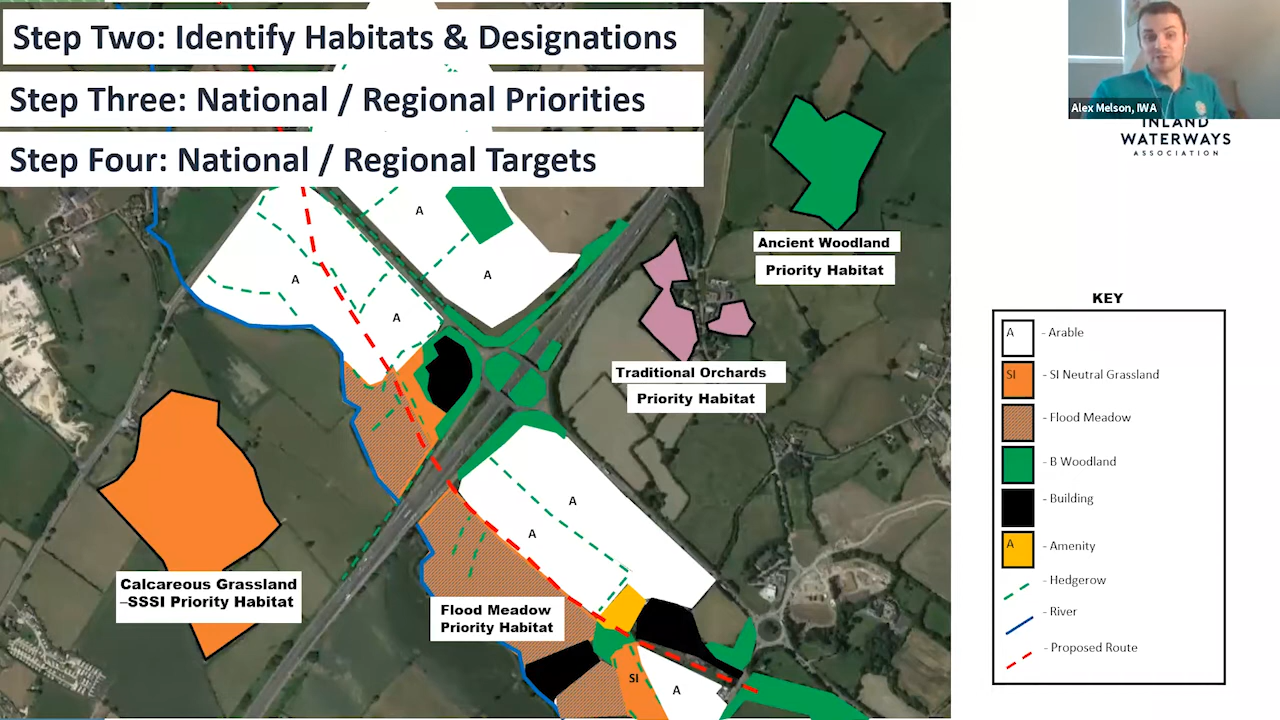 Step Two: Identify Habitats & Designations
Step Three: National / Regional Priorities
Step Four: National / Regional Targets
Alex Melson, IWA
INLAND
WATERWAYS
ASSOCIATION
A
A
A
A
Ancient Woodland
Priority Habitat
Traditional Orchards
Priority Habitat
A
A
Calcareous Grassland
–SSSI Priority Habitat
Flood Meadow
Priority Habitat
SI
A
KEY
A - Arable
SI - SI Neutral Grassland
- Flood Meadow
- B Woodland
- Building
A - Amenity
- Hedgerow
- River
- Proposed Route